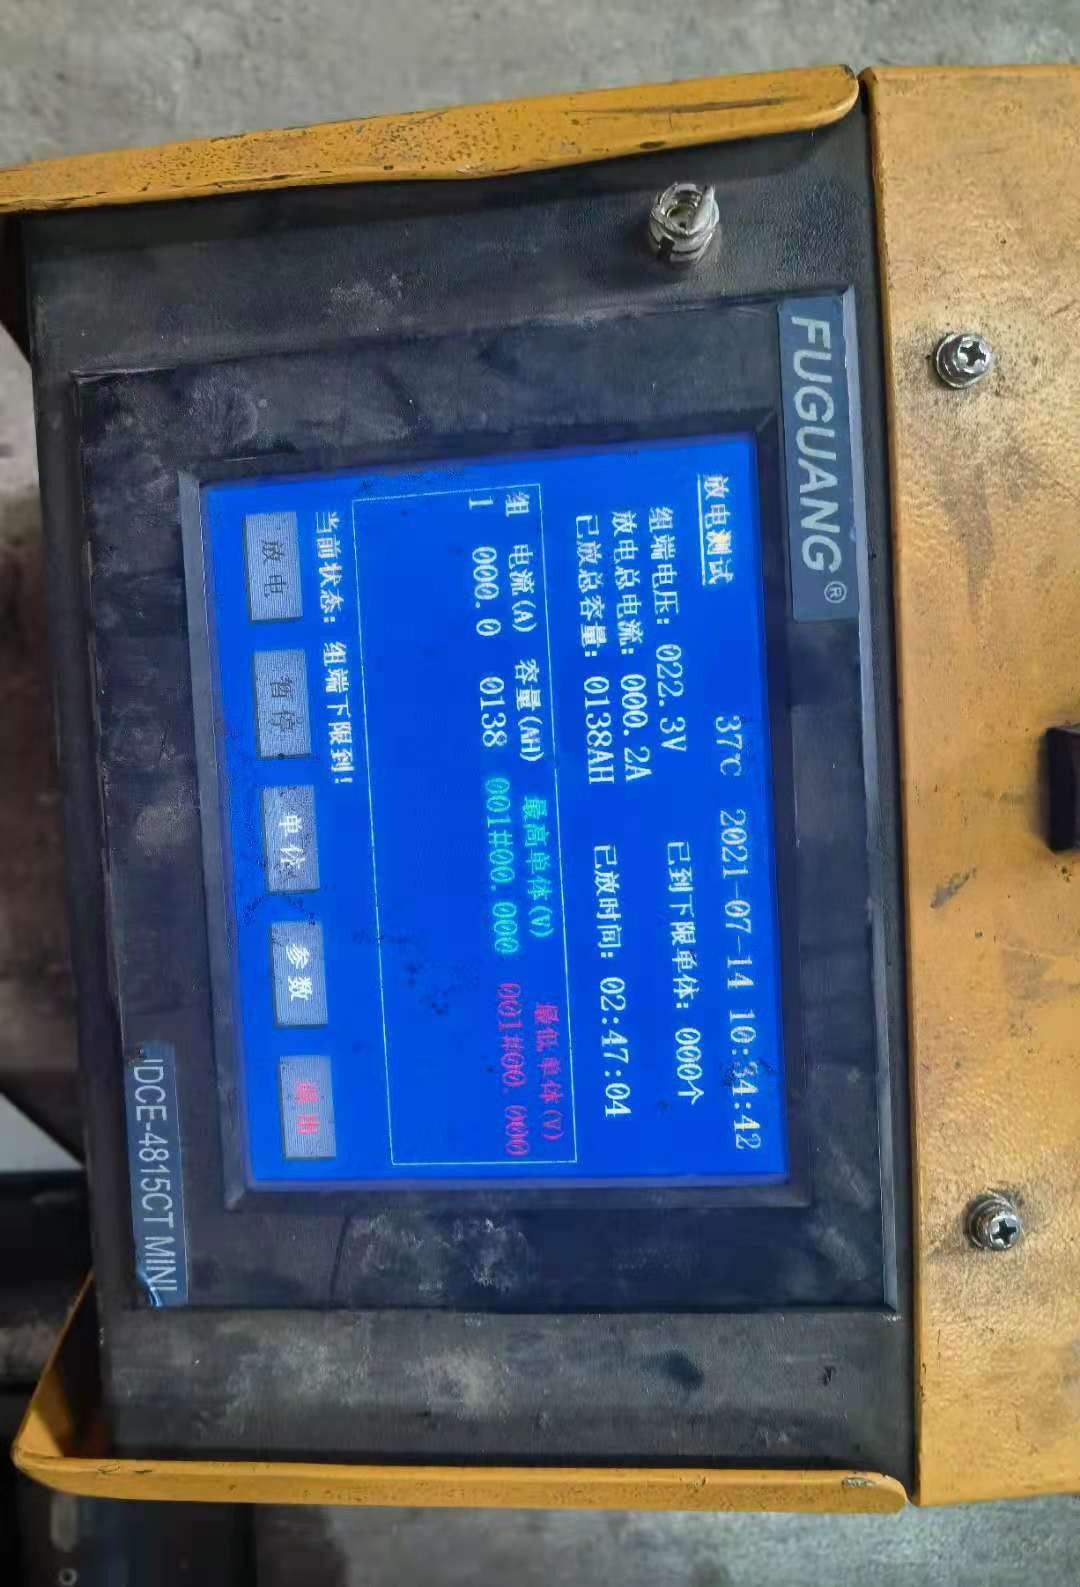 FUGUANG®
放电测试 37℃ 2021-07-14 10:34:42
组端电压: 022.3V 已到下限单体: 000个
放电总电流: 000.2A
已放总容量: 0138AH 已放时间: 02:47:04
组 电流(A) 容量(AH) 最高单体(V) 最低单体(V)
1 000.0 0138 001#00.000 001#00.000
当前状态: 组端下限到!
放电 暂停 单体 参数 退出
IDCE-4815CT MINI